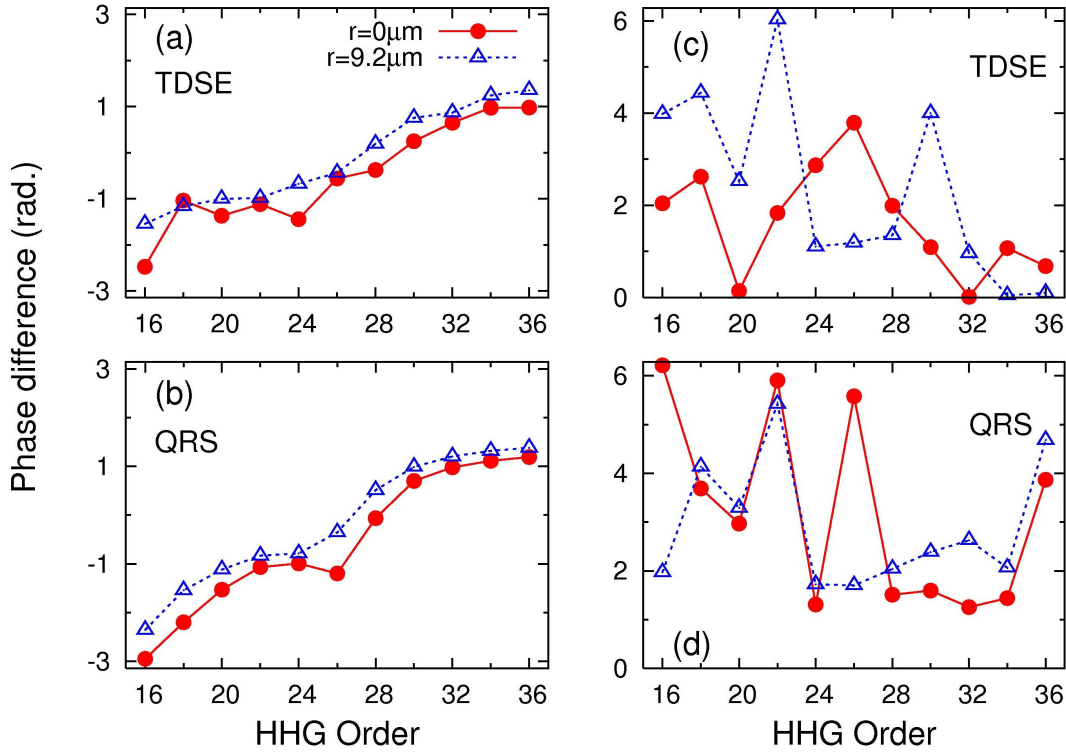 Phase difference (rad.)
(a)
TDSE
r=0μm
r=9.2μm
3
1
-1
-3
16 20 24 28 32 36
(c)
TDSE
6
4
2
0
16 20 24 28 32 36
(b)
QRS
3
1
-1
-3
16 20 24 28 32 36
HHG Order
QRS
(d)
6
4
2
0
16 20 24 28 32 36
HHG Order